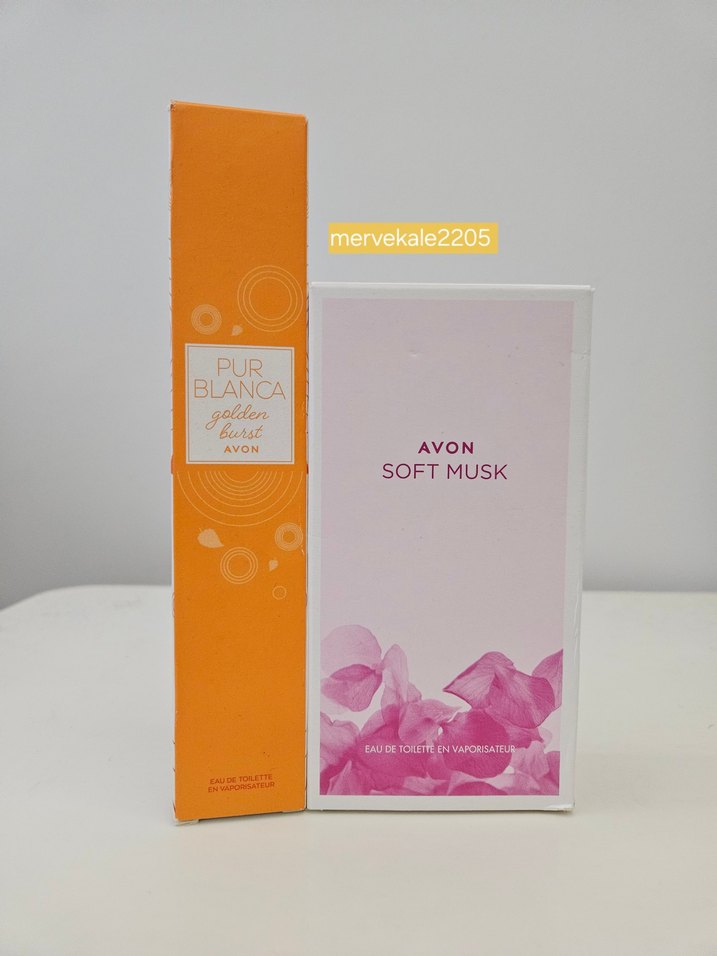 mervekale2205
PUR
BLANCA
golden
burst
AVON
EAU DE TOILETTE
EN VAPORISATEUR
AVON
SOFT MUSK
EAU DE TOILETTE EN VAPORISATEUR